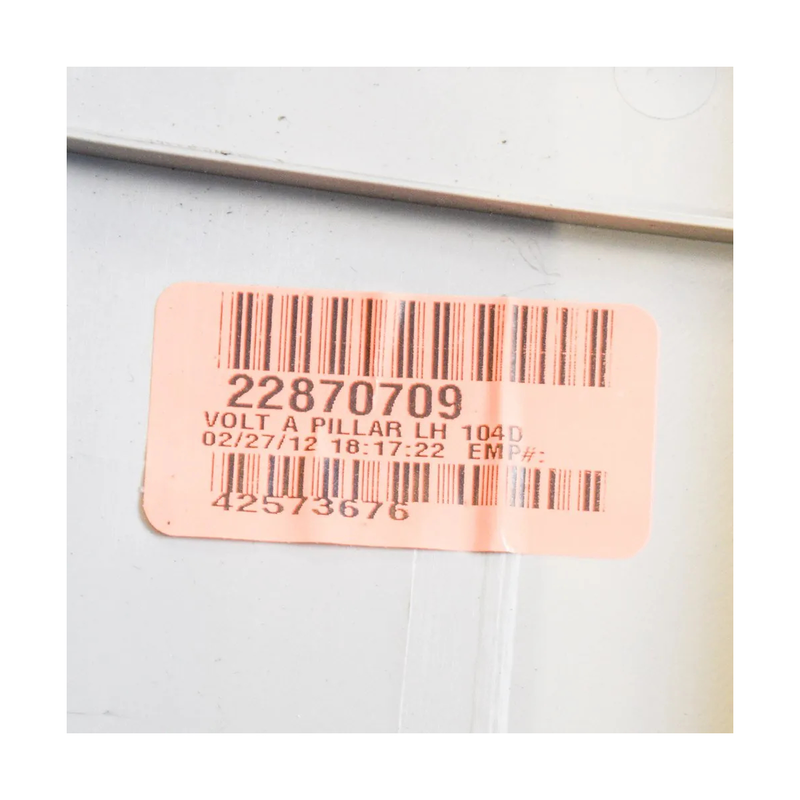 22870709
VOLT A PILLAR LH 104D
02/27/12 18:17:22 EMP#:
42573676